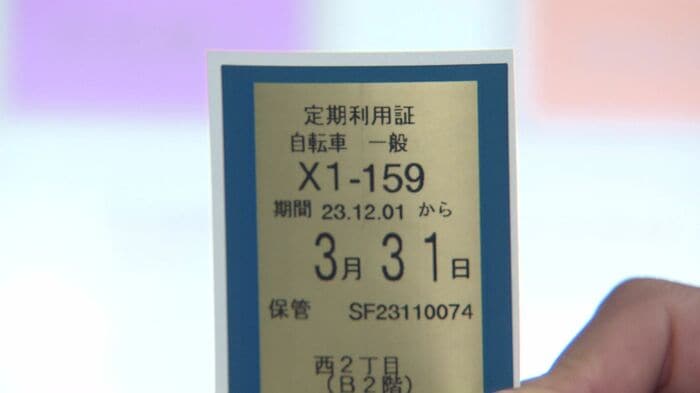 定期利用証
自転車 一般
X1-159
期間 23.12.01 から
3月31日
保管 SF23110074
西2丁目
(B2階)